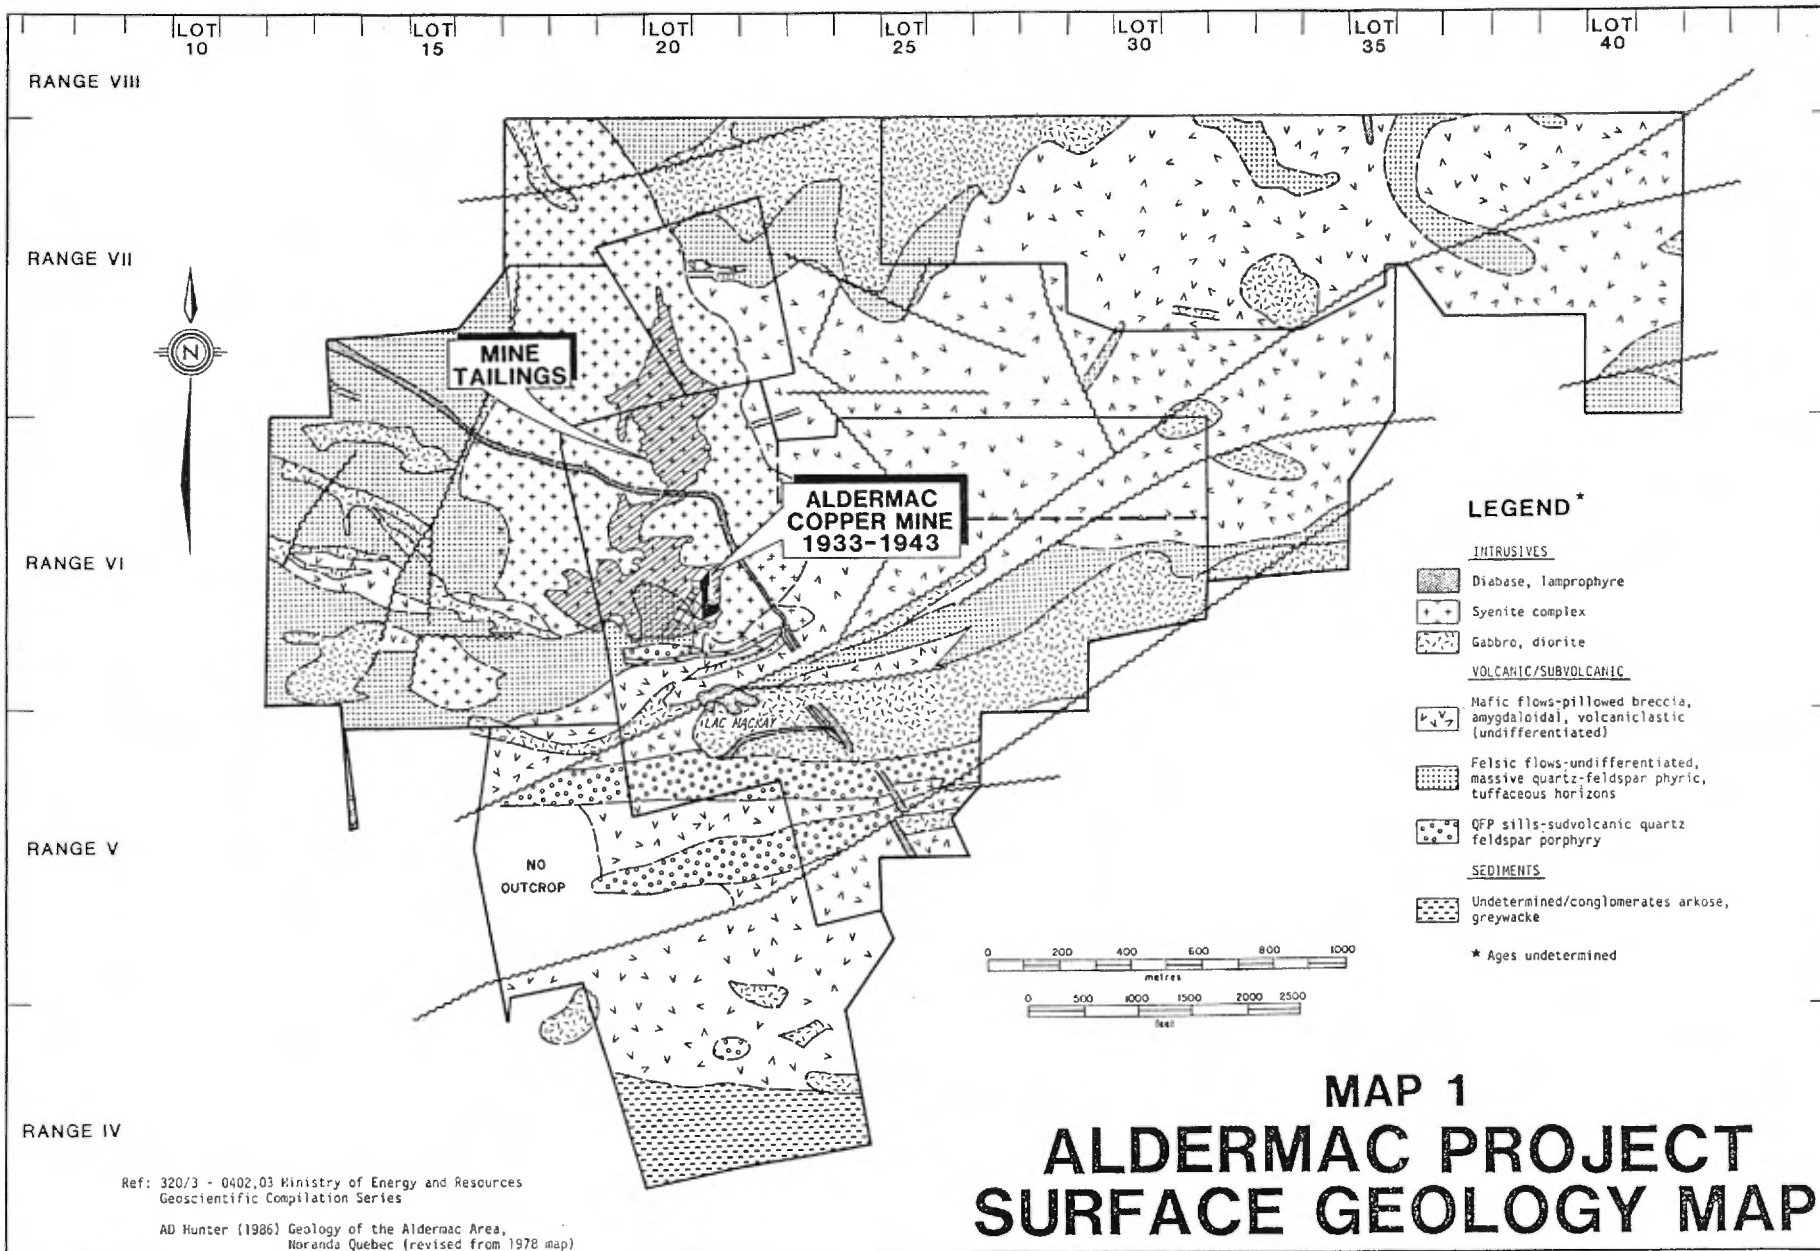 LOT LOT LOT LOT LOT LOT LOT
10 15 20 25 30 35 40
RANGE VIII
RANGE VII
RANGE VI
RANGE V
RANGE IV
N
MINE
TAILINGS
ALDERMAC
COPPER MINE
1933-1943
LAC MACKAY
NO
OUTCROP
LEGEND *
INTRUSIVES
Diabase, lamprophyre
Syenite complex
Gabbro, diorite
VOLCANIC/SUBVOLCANIC
Mafic flows-pillowed breccia,
amygdaloidal, volcaniclastic
(undifferentiated)
Felsic flows-undifferentiated,
massive quartz-feldspar phyric,
tuffaceous horizons
QFP sills-sudvolcanic quartz
feldspar porphyry
SEDIMENTS
Undetermined/conglomerates arkose,
greywacke
* Ages undetermined
0 200 400 600 800 1000
metres
0 500 1000 1500 2000 2500
feet
MAP 1
ALDERMAC PROJECT
SURFACE GEOLOGY MAP
Ref: 320/3 - 0402,03 Ministry of Energy and Resources
Geoscientific Compilation Series
AD Hunter (1986) Geology of the Aldermac Area,
Noranda Quebec (revised from 1978 map)